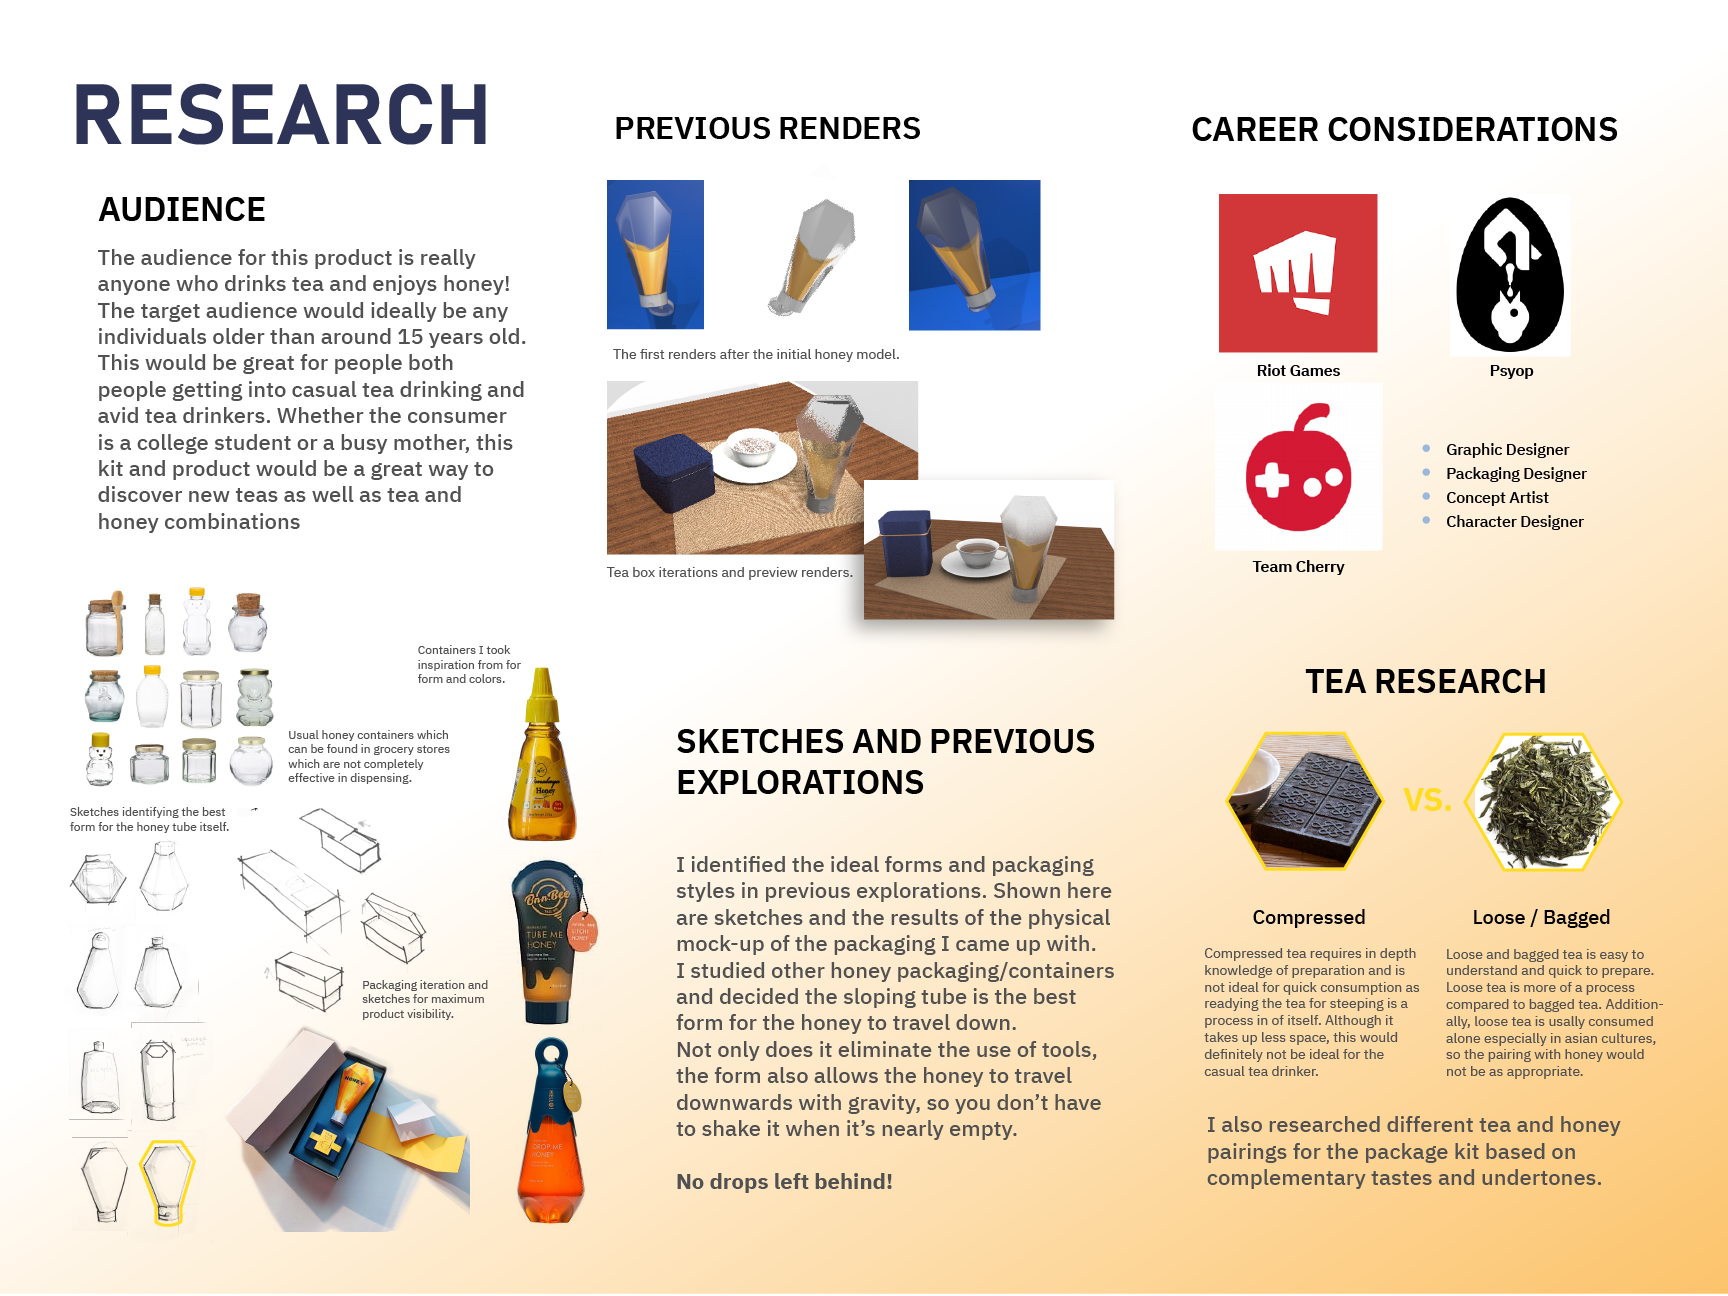 RESEARCH
AUDIENCE
The audience for this product is really
anyone who drinks tea and enjoys honey!
The target audience would ideally be any
individuals older than around 15 years old.
This would be great for people both
people getting into casual tea drinking and
avid tea drinkers. Whether the consumer
is a college student or a busy mother, this
kit and product would be a great way to
discover new teas as well as tea and
honey combinations
Containers I took
inspiration from for
form and colors.
Usual honey containers which
can be found in grocery stores
which are not completely
effective in dispensing.
Sketches identifying the best
form for the honey tube itself.
Packaging iteration and
sketches for maximum
product visibility.
HONEY
Honey
BeeBee
TUBE ME
HONEY
DROP ME
HONEY
PREVIOUS RENDERS
The first renders after the initial honey model.
Tea box iterations and preview renders.
SKETCHES AND PREVIOUS
EXPLORATIONS
I identified the ideal forms and packaging
styles in previous explorations. Shown here
are sketches and the results of the physical
mock-up of the packaging I came up with.
I studied other honey packaging/containers
and decided the sloping tube is the best
form for the honey to travel down.
Not only does it eliminate the use of tools,
the form also allows the honey to travel
downwards with gravity, so you don’t have
to shake it when it’s nearly empty.
No drops left behind!
CAREER CONSIDERATIONS
Riot Games
Psyop
Team Cherry
Graphic Designer
Packaging Designer
Concept Artist
Character Designer
TEA RESEARCH
VS.
Compressed
Compressed tea requires in depth
knowledge of preparation and is
not ideal for quick consumption as
readying the tea for steeping is a
process in of itself. Although it
takes up less space, this would
definitely not be ideal for the
casual tea drinker.
Loose / Bagged
Loose and bagged tea is easy to
understand and quick to prepare.
Loose tea is more of a process
compared to bagged tea. Addition-
ally, loose tea is usally consumed
alone especially in asian cultures,
so the pairing with honey would
not be as appropriate.
I also researched different tea and honey
pairings for the package kit based on
complementary tastes and undertones.